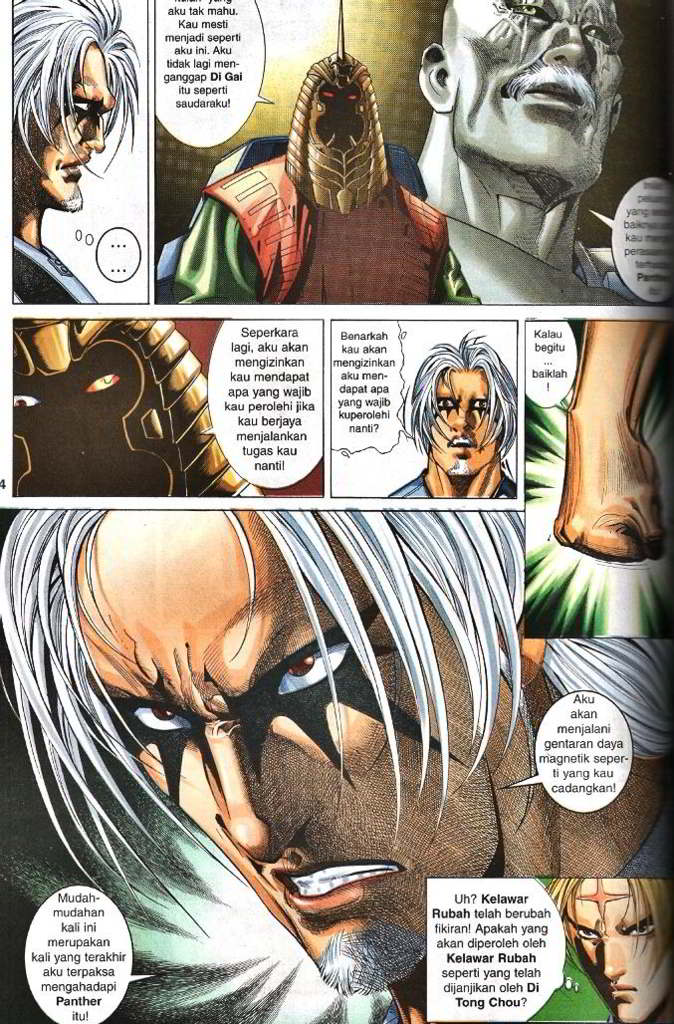 yang
aku tak mahu.
Kau mesti
menjadi seperti
aku ini. Aku
tidak lagi men-
ganggap Di Gai
itu seperti
saudaraku!
...
...
yang
kau
Panther
Seperkara
lagi, aku akan
mengizinkan
kau mendapat
apa yang wajib
kau perolehi jika
kau berjaya
menjalankan
tugas kau
nanti!
Benarkah
kau akan
mengizinkan
aku men-
dapat apa
yang wajib
kuperolehi
nanti?
Kalau
begitu
...
baiklah
!
4
Aku
akan
menjalani
gentaran daya
magnetik seper-
ti yang kau
cadangkan!
Mudah-
mudahan
kali ini
merupakan
kali yang terakhir
aku terpaksa
mengahadapi
Panther
itu!
Uh? Kelawar
Rubah telah berubah
fikiran! Apakah yang
akan diperoleh oleh
Kelawar Rubah
seperti yang telah
dijanjikan oleh Di
Tong Chou?